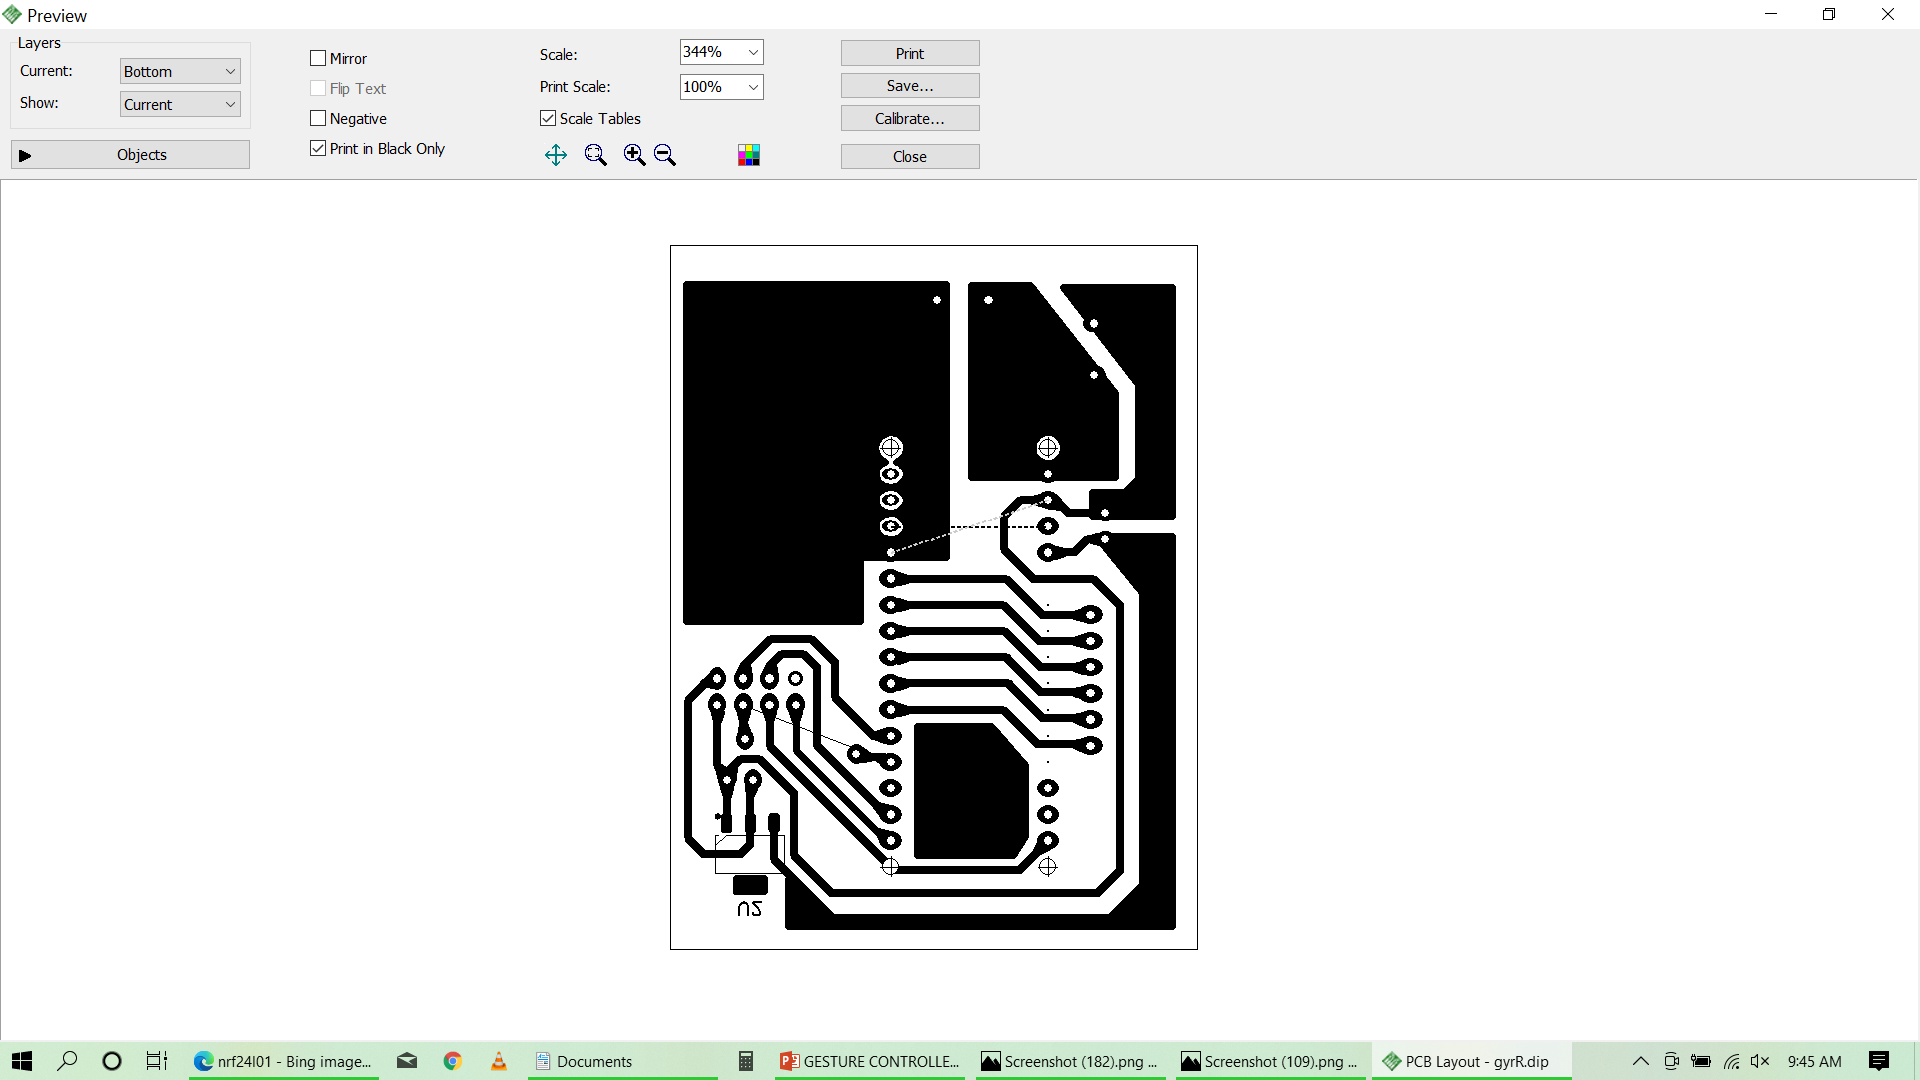 Preview
Layers
Current: Bottom
Show: Current
Objects
Mirror
Flip Text
Negative
Print in Black Only
Scale: 344%
Print Scale: 100%
Scale Tables
Print
Save...
Calibrate...
Close
U2
nrf24l01 - Bing image...
Documents
GESTURE CONTROLLE...
Screenshot (182).png ...
Screenshot (109).png ...
PCB Layout - gyrR.dip
9:45 AM